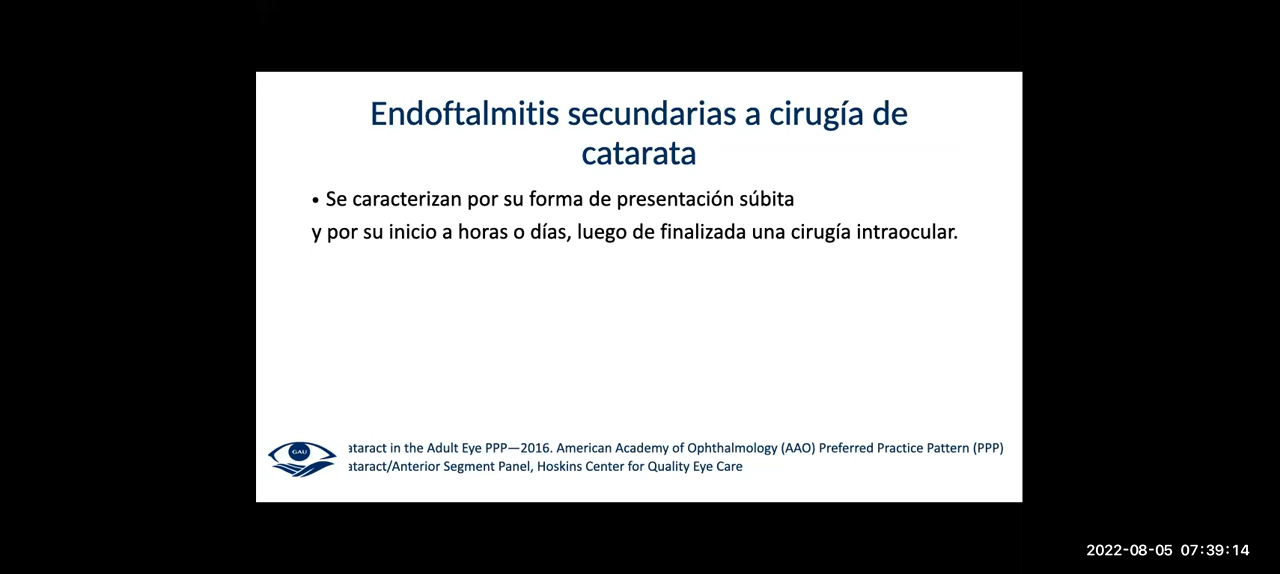 Endoftalmitis secundarias a cirugía de
catarata
• Se caracterizan por su forma de presentación súbita
y por su inicio a horas o días, luego de finalizada una cirugía intraocular.
GAU
ataract in the Adult Eye PPP—2016. American Academy of Ophthalmology (AAO) Preferred Practice Pattern (PPP)
ataract/Anterior Segment Panel, Hoskins Center for Quality Eye Care
2022-08-05 07:39:14